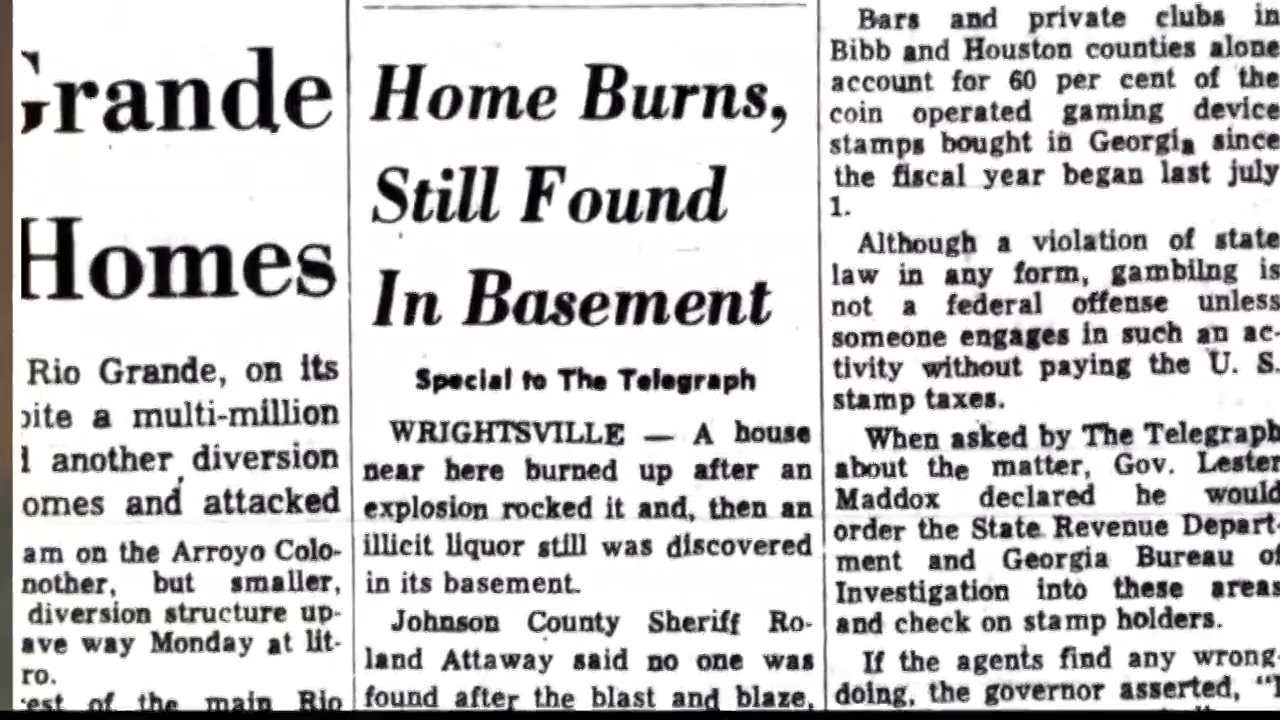 Grande
Homes
Rio Grande, on its
a multi-million
another diversion
and attacked
am on the Arroyo Colo-
but smaller,
diversion structure up-
way Monday at lit-
ro.
of the main Rio
Home Burns,
Still Found
In Basement
Special to The Telegraph
WRIGHTSVILLE — A house
near here burned up after an
explosion rocked it and, then an
illicit liquor still was discovered
in its basement.
Johnson County Sheriff Ro-
land Attaway said no one was
found after the blast and blaze,
Bars and private clubs in
Bibb and Houston counties alone
account for 60 per cent of the
coin operated gaming device
stamps bought in Georgia since
the fiscal year began last july
1.
Although a violation of state
law in any form, gambilng is
not a federal offense unless
someone engages in such an ac-
tivity without paying the U. S.
stamp taxes.
When asked by The Telegraph
about the matter, Gov. Lester
Maddox declared he would
order the State Revenue Depart-
ment and Georgia Bureau of
Investigation into these areas
and check on stamp holders.
If the agents find any wrong-
doing, the governor asserted, “I